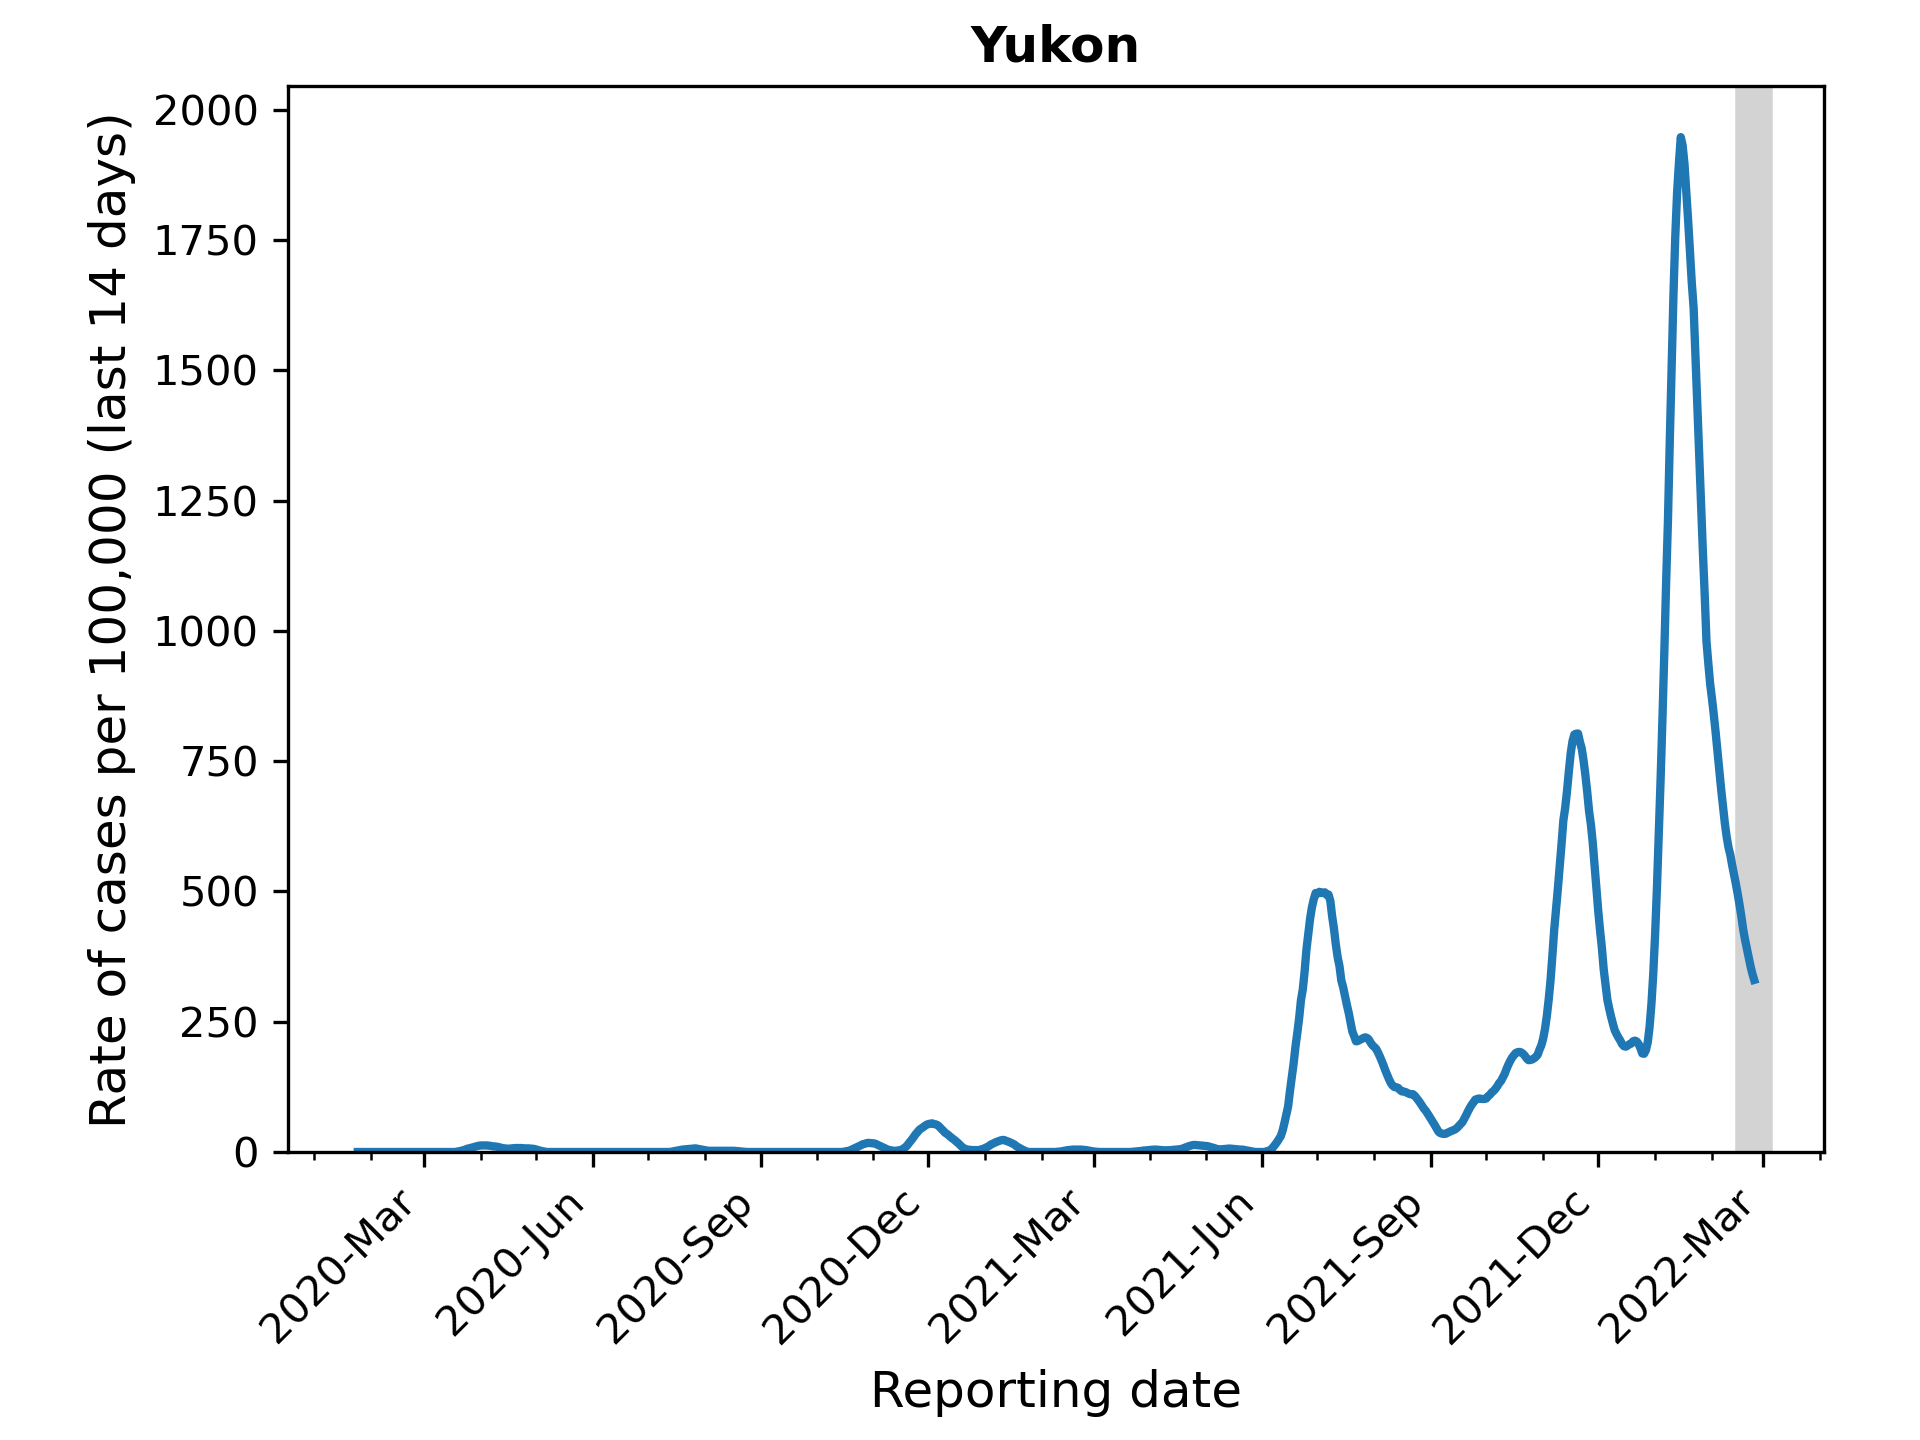 Yukon
Rate of cases per 100,000 (last 14 days)
2000
1750
1500
1250
1000
750
500
250
0
2020-Mar
2020-Jun
2020-Sep
2020-Dec
2021-Mar
2021-Jun
2021-Sep
2021-Dec
2022-Mar
Reporting date